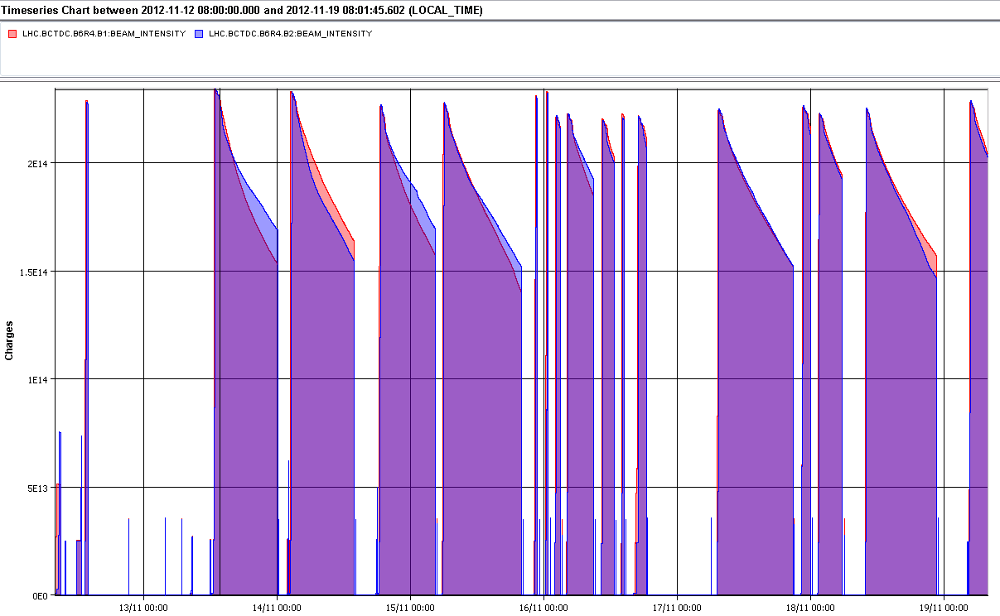 Timeseries Chart between 2012-11-12 08:00:00.000 and 2012-11-19 08:01:45.602 (LOCAL_TIME)
LHC.BCTDC.B6R4.B1:BEAM_INTENSITY LHC.BCTDC.B6R4.B2:BEAM_INTENSITY
2E14
1.5E14
1E14
5E13
0E0
Charges
13/11 00:00 14/11 00:00 15/11 00:00 16/11 00:00 17/11 00:00 18/11 00:00 19/11 00:00